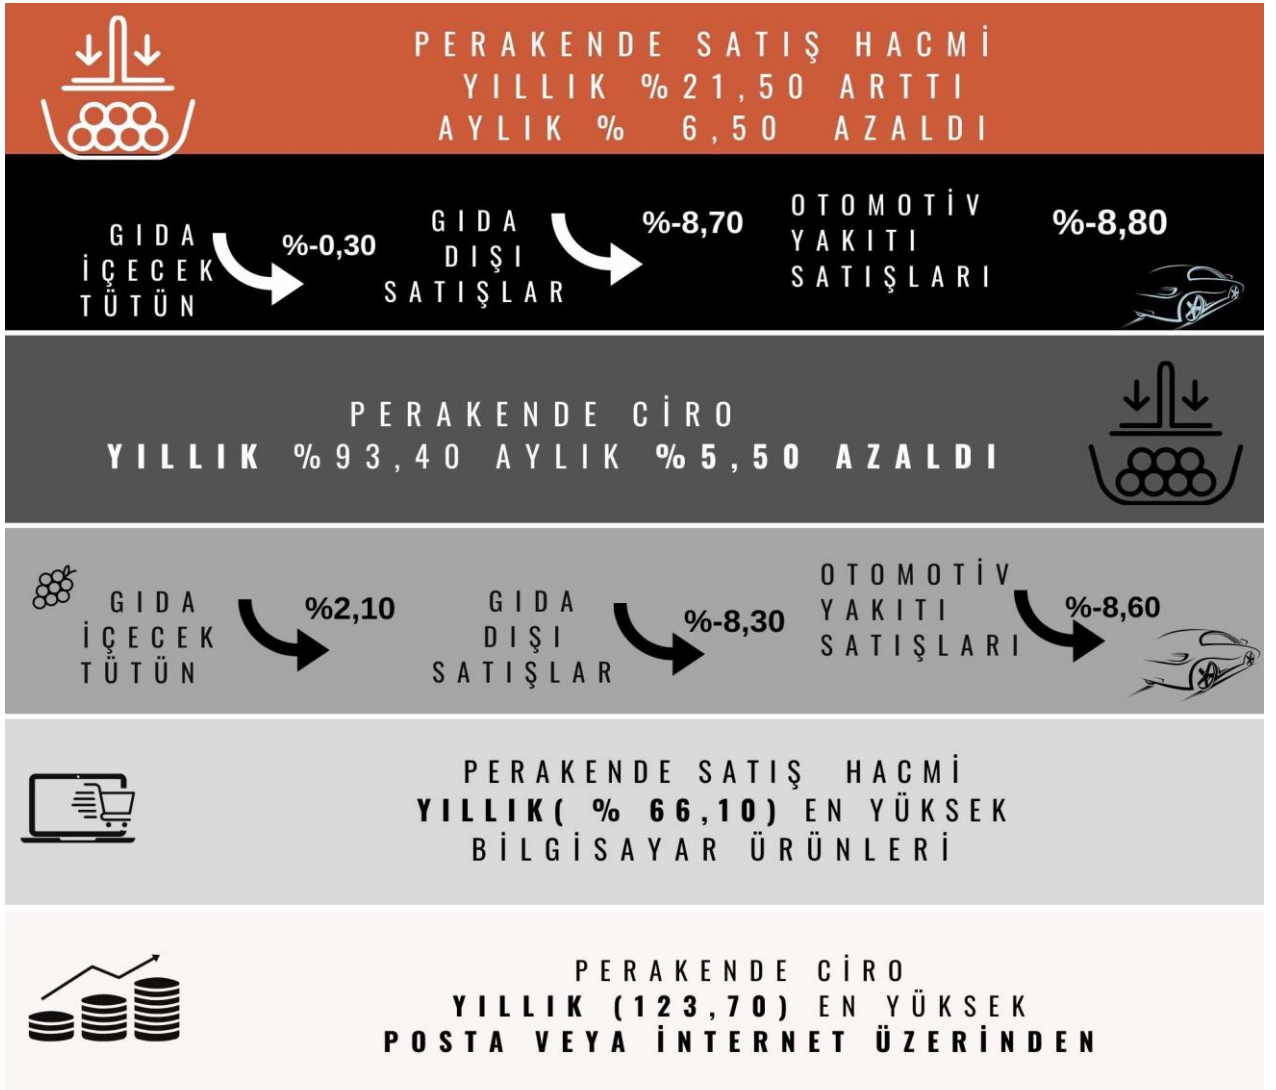 PERAKENDE SATIŞ HACMİ
YILLIK %21,50 ARTTI
AYLIK % 6,50 AZALDI
GIDA
İÇECEK
TÜTÜN
%-0,30
GIDA
DIŞI
SATIŞLAR
%-8,70
OTOMOTİV
YAKITI
SATIŞLARI
%-8,80
PERAKENDE CİRO
YILLIK %93,40 AYLIK %5,50 AZALDI
GIDA
İÇECEK
TÜTÜN
%2,10
GIDA
DIŞI
SATIŞLAR
%-8,30
OTOMOTİV
YAKITI
SATIŞLARI
%-8,60
PERAKENDE SATIŞ HACMİ
YILLIK( % 66,10) EN YÜKSEK
BİLGİSAYAR ÜRÜNLERİ
PERAKENDE CİRO
YILLIK (123,70) EN YÜKSEK
POSTA VEYA İNTERNET ÜZERİNDEN